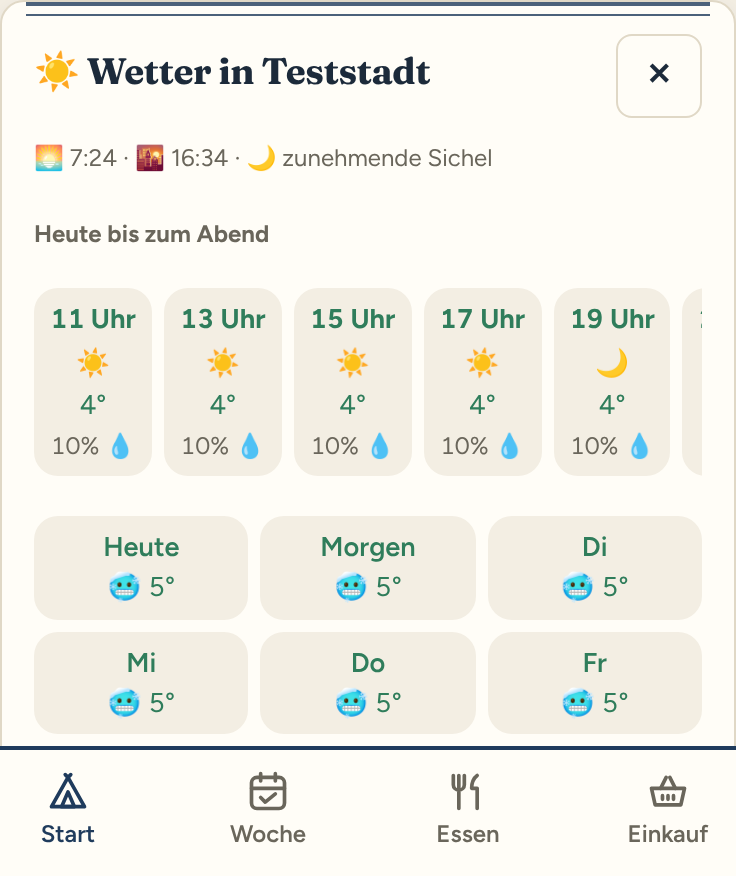 ☀️ Wetter in Teststadt ✕
🌅 7:24 · 🌇 16:34 · 🌙 zunehmende Sichel
Heute bis zum Abend
11 Uhr 13 Uhr 15 Uhr 17 Uhr 19 Uhr
☀️ ☀️ ☀️ ☀️ 🌙
4° 4° 4° 4° 4°
10% 💧 10% 💧 10% 💧 10% 💧 10% 💧
Heute Morgen Di
🥶 5° 🥶 5° 🥶 5°
Mi Do Fr
🥶 5° 🥶 5° 🥶 5°
Start Woche Essen Einkauf